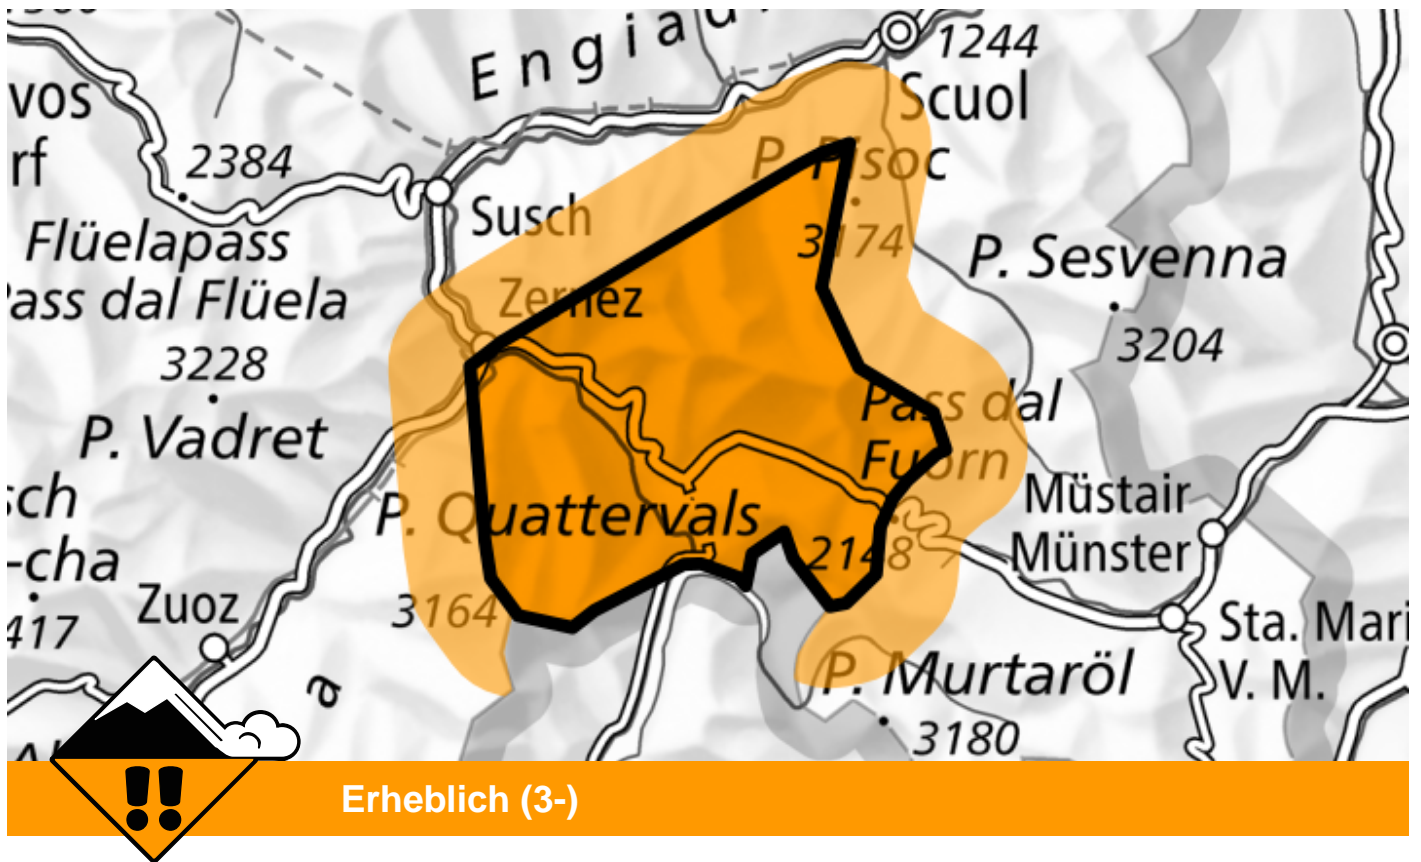 Engiad
1244
Scuol
vos
rf
2384
P. Pisoc
3174
Susch
Flüelapass
Pass dal Flüela
3228
P. Vadret
Zernez
P. Sesvenna
3204
Pass dal
Fuorn
2148
Müstair
Münster
sch
-cha
417
P. Quattervals
3164
Zuoz
a
Sta. Mari
V. M.
P. Murtaröl
3180
Erheblich (3-)